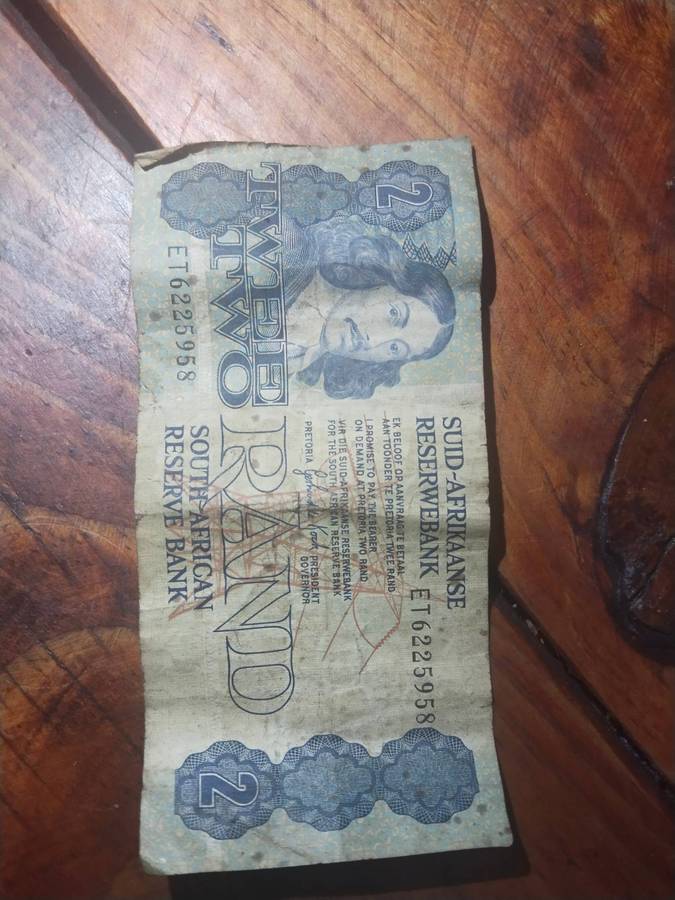 SUID-AFRIKAANSE
RESERWEBANK
ET6225958
EK BELOOF OP AANVRAAG TE BETAAL
AAN TOONDER TE PRETORIA TWEE RAND
I PROMISE TO PAY THE BEARER
ON DEMAND AT PRETORIA TWO RAND
VIR DIE SUID-AFRIKAANSE RESERWEBANK
FOR THE SOUTH AFRICAN RESERVE BANK
PRETORIA
PRESIDENT
GOVERNOR
2
TWEE
TWO
RAND
ET6225958
SOUTH AFRICAN
RESERVE BANK
2